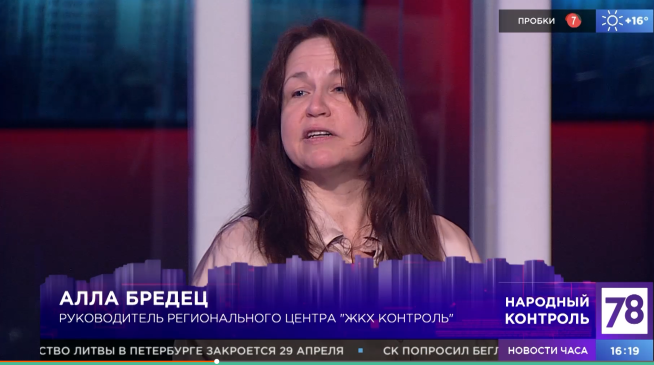 ПРОБКИ 7 +16°
АЛЛА БРЕДЕЦ
РУКОВОДИТЕЛЬ РЕГИОНАЛЬНОГО ЦЕНТРА "ЖКХ КОНТРОЛЬ"
НАРОДНЫЙ
КОНТРОЛЬ
78
СТВО ЛИТВЫ В ПЕТЕРБУРГЕ ЗАКРОЕТСЯ 29 АПРЕЛЯ ▪ СК ПОПРОСИЛ БЕГЛ
НОВОСТИ ЧАСА 16:19